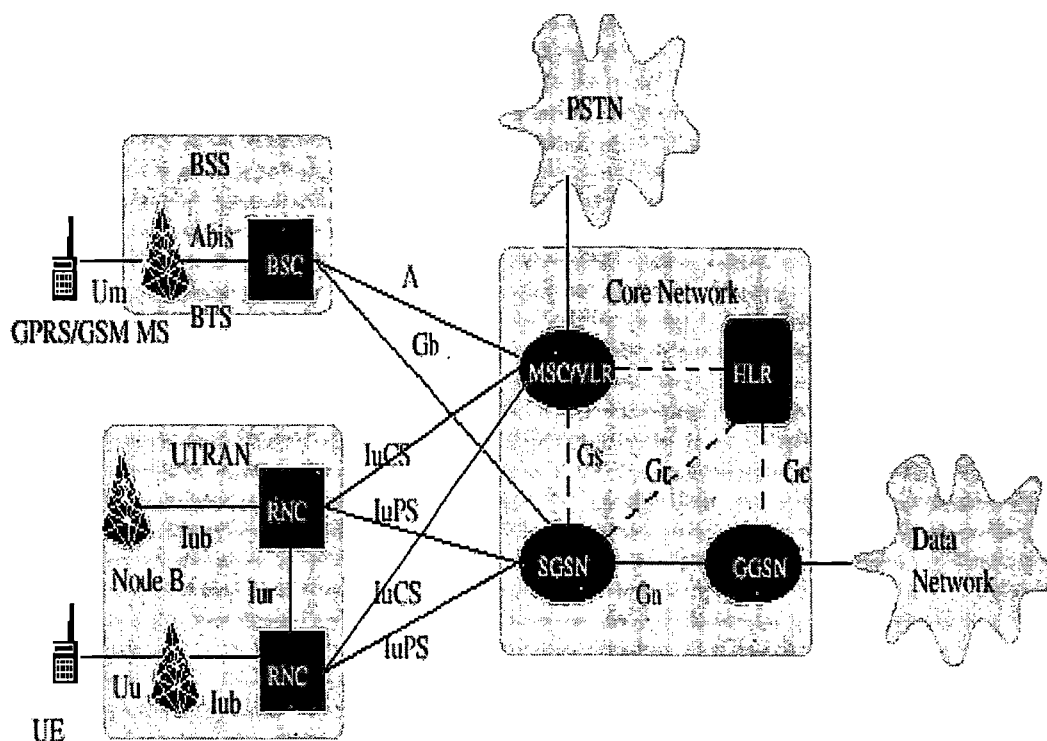 PSTN
BSS
Abis
BSC
Um
BTS
GPRS/GSM MS
A
Gb
Core Network
MSC/VLR
HLR
Gs
Gr
Gc
UTRAN
IuCS
RNC
IuPS
Iub
Node B
Iur
SGSN
GGSN
Gn
Data
Network
IuCS
IuPS
RNC
Uu
Iub
UE